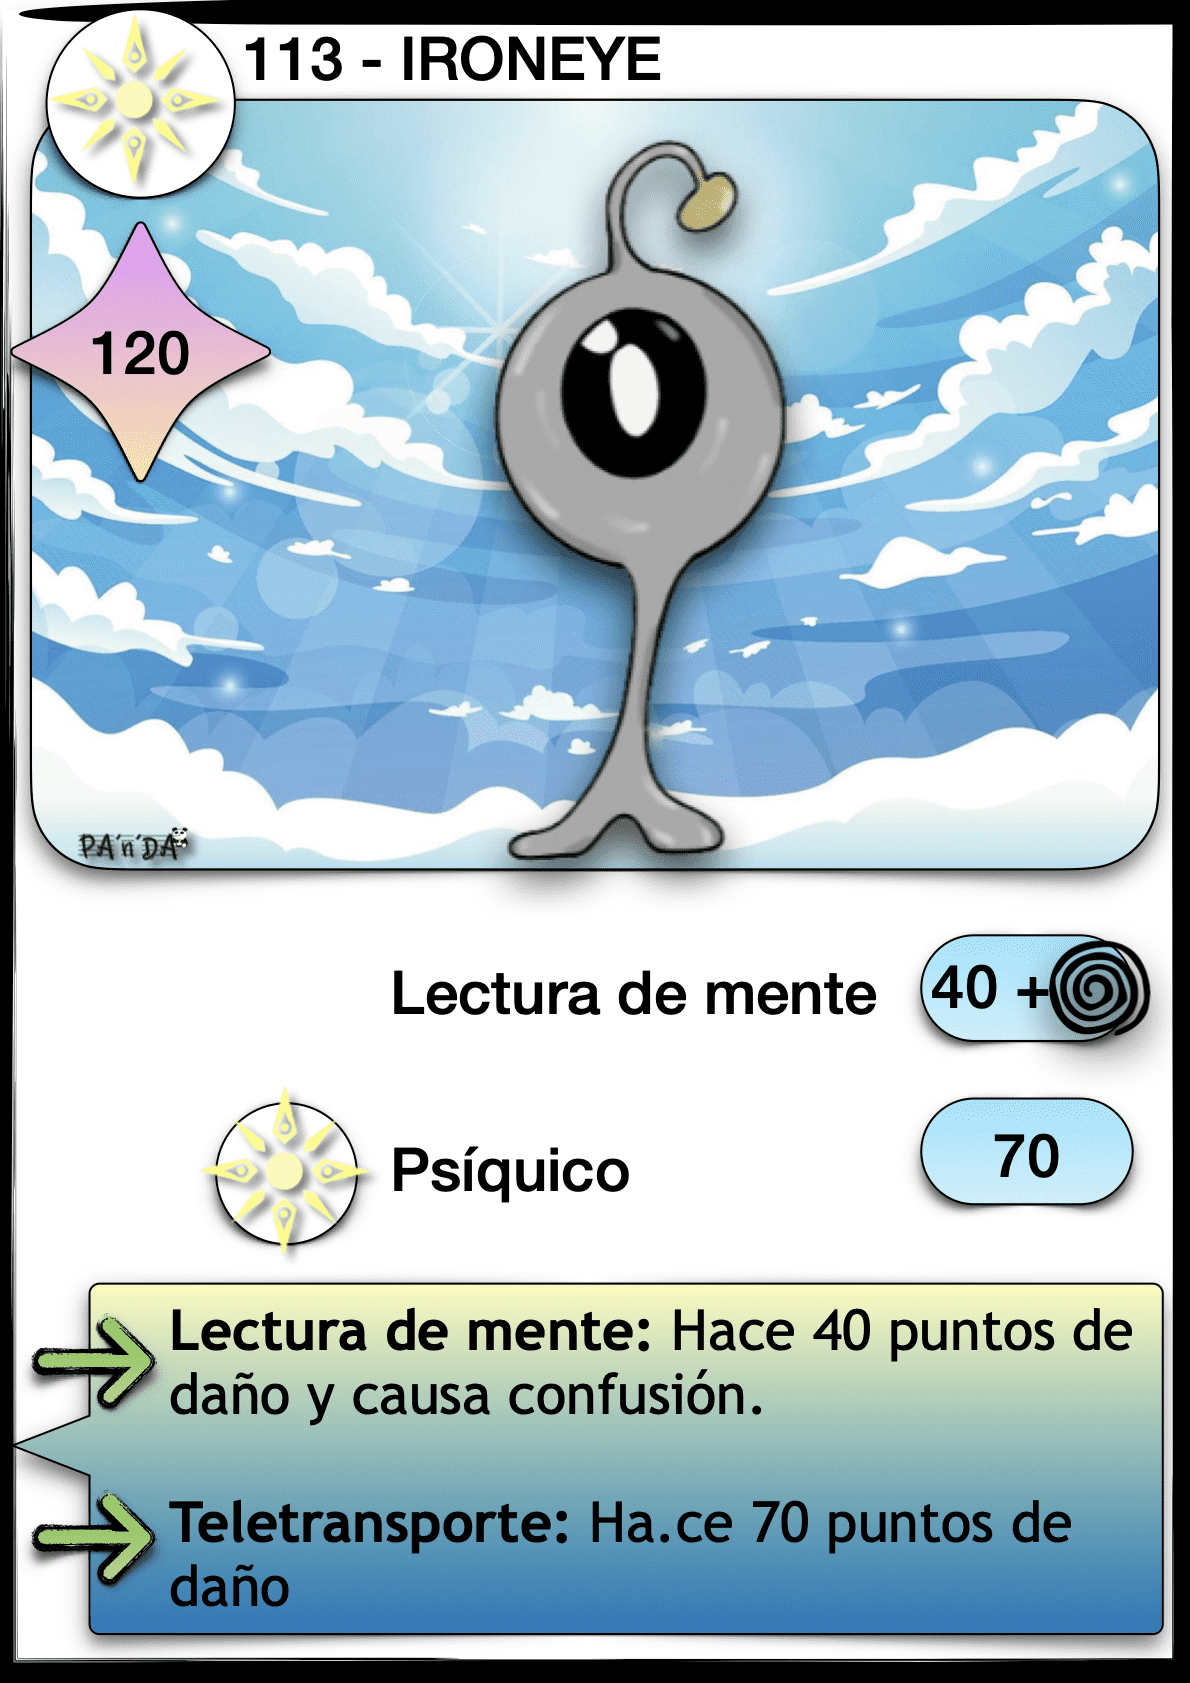 113 - IRONEYE
120
PA'n'DA
Lectura de mente
40 +
Psíquico
70
Lectura de mente: Hace 40 puntos de
daño y causa confusión.
Teletransporte: Ha.ce 70 puntos de
daño